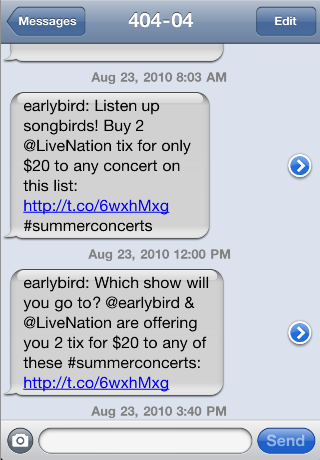 Messages
404-04
Edit
Aug 23, 2010 8:03 AM
earlybird: Listen up
songbirds! Buy 2
@LiveNation tix for only
$20 to any concert on
this list:
http://t.co/6wxhMxg
#summerconcerts
Aug 23, 2010 12:00 PM
earlybird: Which show will
you go to? @earlybird &
@LiveNation are offering
you 2 tix for $20 to any of
these #summerconcerts:
http://t.co/6wxhMxg
Aug 23, 2010 3:40 PM
Send